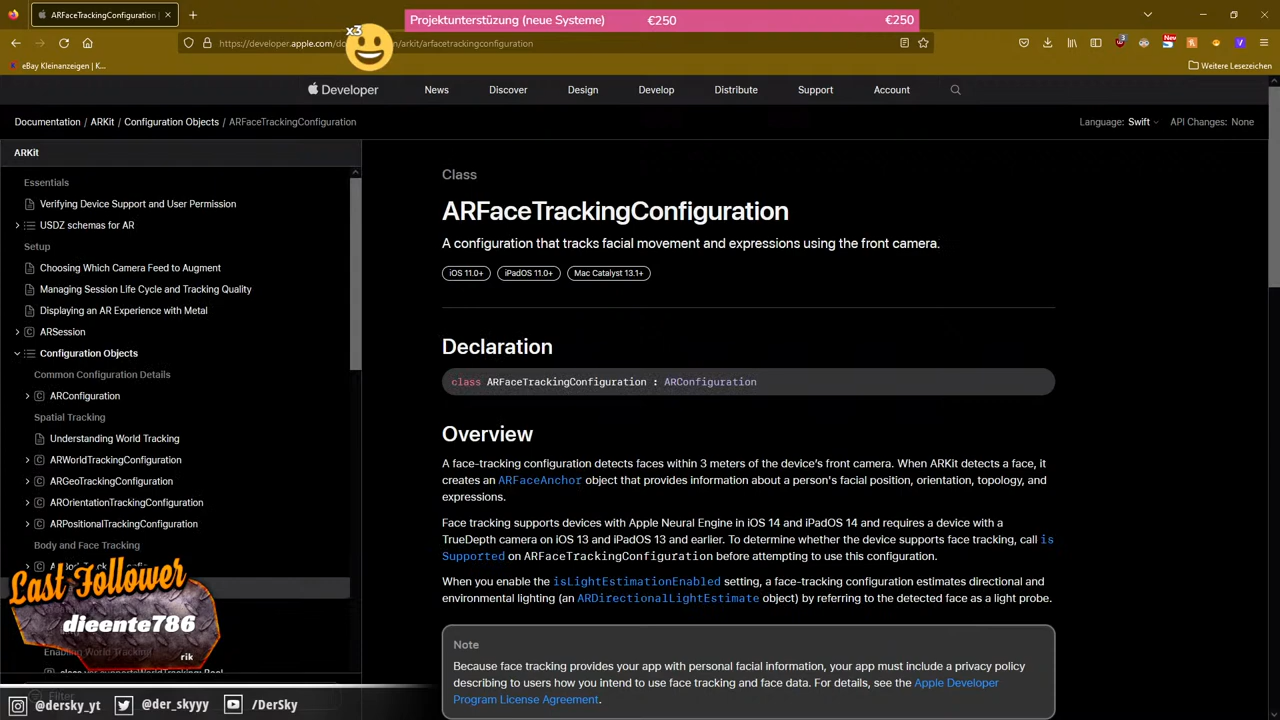 ARFaceTrackingConfiguration |
Projektunterstüzung (neue Systeme) €250 €250
x3
https://developer.apple.com/do
n/arkit/arfacetrackingconfiguration
3
New
eBay Kleinanzeigen | K...
Weitere Lesezeichen
Developer
News
Discover
Design
Develop
Distribute
Support
Account
Documentation / ARKit / Configuration Objects / ARFaceTrackingConfiguration
Language: Swift
API Changes: None
ARKit
Essentials
Verifying Device Support and User Permission
USDZ schemas for AR
Setup
Choosing Which Camera Feed to Augment
Managing Session Life Cycle and Tracking Quality
Displaying an AR Experience with Metal
ARSession
Configuration Objects
Common Configuration Details
ARConfiguration
Spatial Tracking
Understanding World Tracking
ARWorldTrackingConfiguration
ARGeoTrackingConfiguration
AROrientationTrackingConfiguration
ARPositionalTrackingConfiguration
Body and Face Tracking
Last Follower
dieente786
rik
Enabling World Tracking
Filter
@dersky_yt
@der_skyyy
/DerSky
Class
ARFaceTrackingConfiguration
A configuration that tracks facial movement and expressions using the front camera.
iOS 11.0+
iPadOS 11.0+
Mac Catalyst 13.1+
Declaration
class ARFaceTrackingConfiguration : ARConfiguration
Overview
A face-tracking configuration detects faces within 3 meters of the device's front camera. When ARKit detects a face, it
creates an ARFaceAnchor object that provides information about a person's facial position, orientation, topology, and
expressions.
Face tracking supports devices with Apple Neural Engine in iOS 14 and iPadOS 14 and requires a device with a
TrueDepth camera on iOS 13 and iPadOS 13 and earlier. To determine whether the device supports face tracking, call is
Supported on ARFaceTrackingConfiguration before attempting to use this configuration.
When you enable the isLightEstimationEnabled setting, a face-tracking configuration estimates directional and
environmental lighting (an ARDirectionalLightEstimate object) by referring to the detected face as a light probe.
Note
Because face tracking provides your app with personal facial information, your app must include a privacy policy
describing to users how you intend to use face tracking and face data. For details, see the Apple Developer
Program License Agreement.